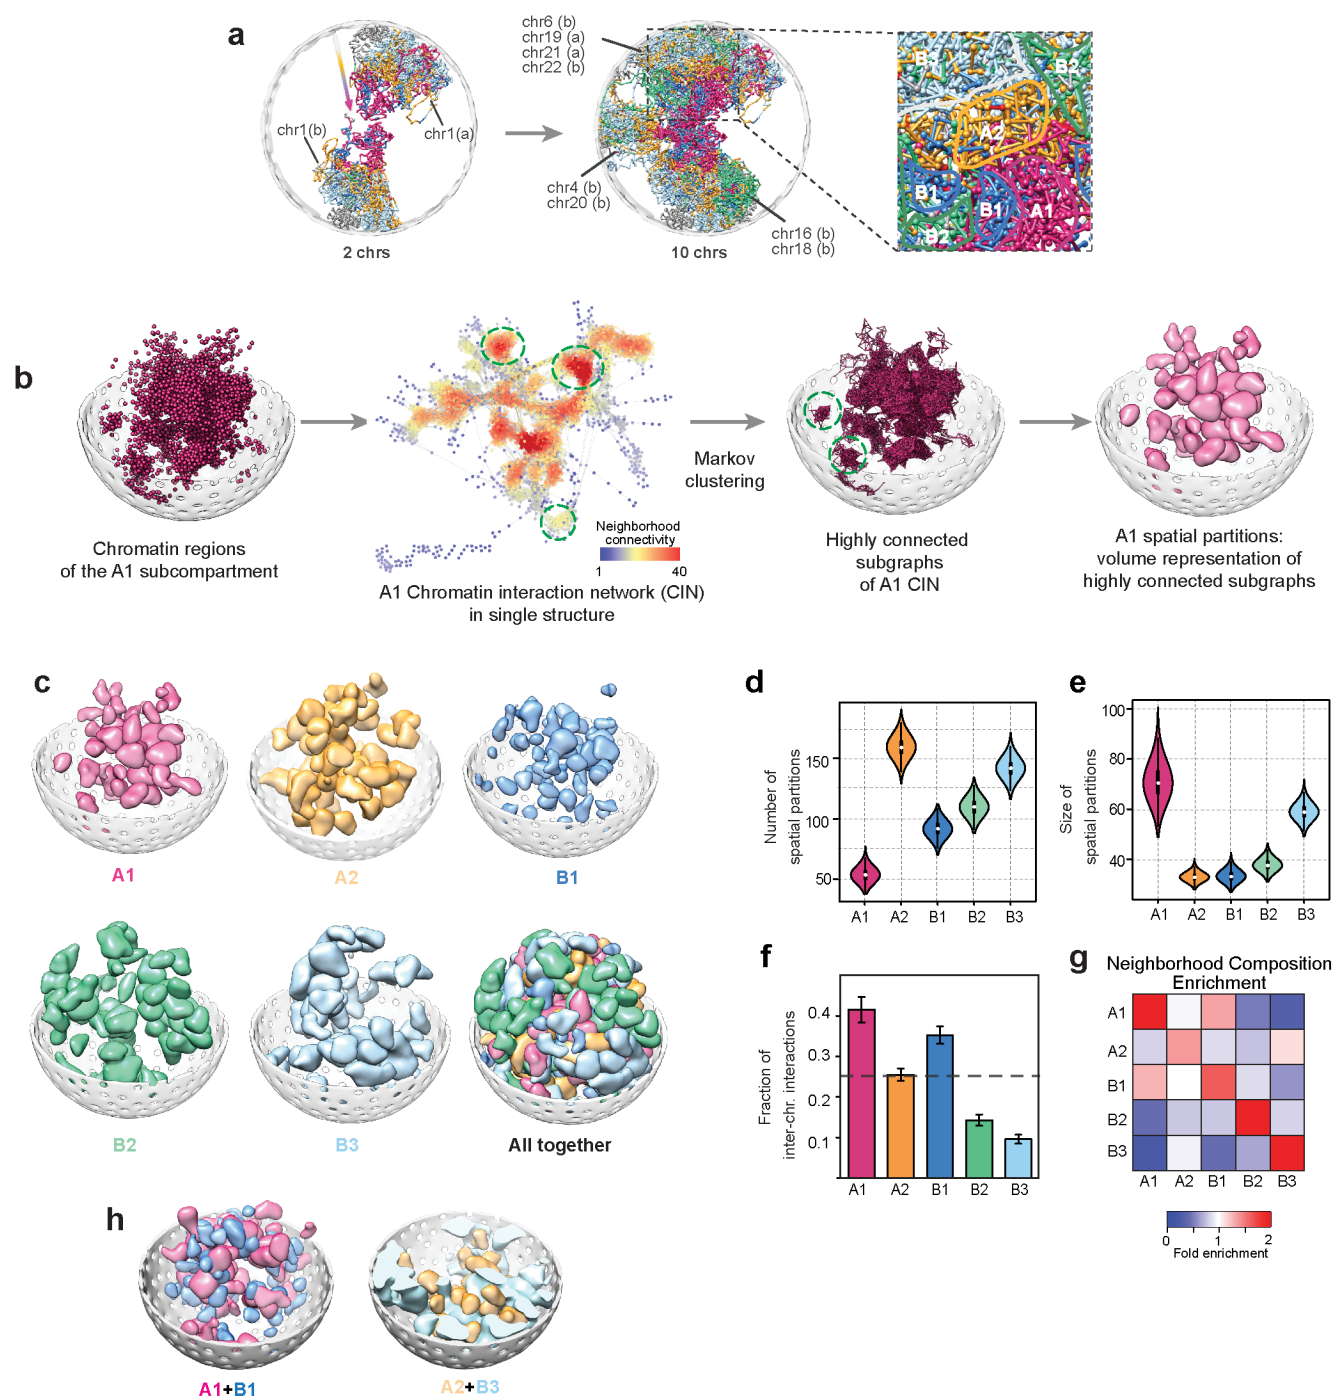 a
chr1(b)
chr1(a)
2 chrs
chr6 (b)
chr19 (a)
chr21 (a)
chr22 (b)
chr4 (b)
chr20 (b)
chr16 (b)
chr18 (b)
10 chrs
B3
B2
A2
B1
B1
A1
B2
b
Chromatin regions
of the A1 subcompartment
Neighborhood
connectivity
1
40
A1 Chromatin interaction network (CIN)
in single structure
Markov
clustering
Highly connected
subgraphs
of A1 CIN
A1 spatial partitions:
volume representation of
highly connected subgraphs
c
A1
A2
B1
B2
B3
All together
d
Number of
spatial partitions
150
100
50
A1
A2
B1
B2
B3
e
Size of
spatial partitions
100
80
60
40
A1
A2
B1
B2
B3
f
Fraction of
inter-chr. interactions
0.4
0.3
0.2
0.1
A1
A2
B1
B2
B3
g
Neighborhood Composition
Enrichment
A1
A2
B1
B2
B3
A1
A2
B1
B2
B3
0
1
2
Fold enrichment
h
A1+B1
A2+B3